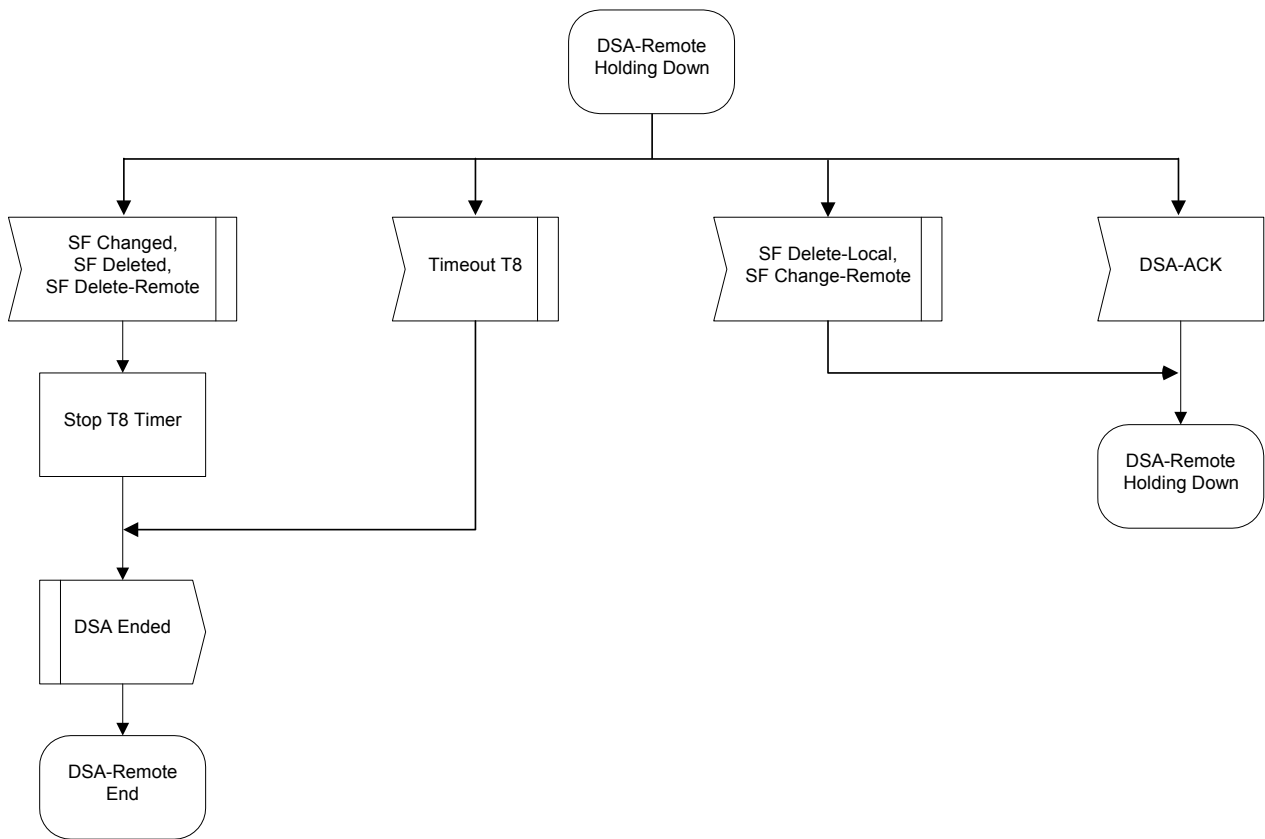 DSA-Remote
Holding Down
SF Changed,
SF Deleted,
SF Delete-Remote
Timeout T8
SF Delete-Local,
SF Change-Remote
DSA-ACK
Stop T8 Timer
DSA-Remote
Holding Down
DSA Ended
DSA-Remote
End